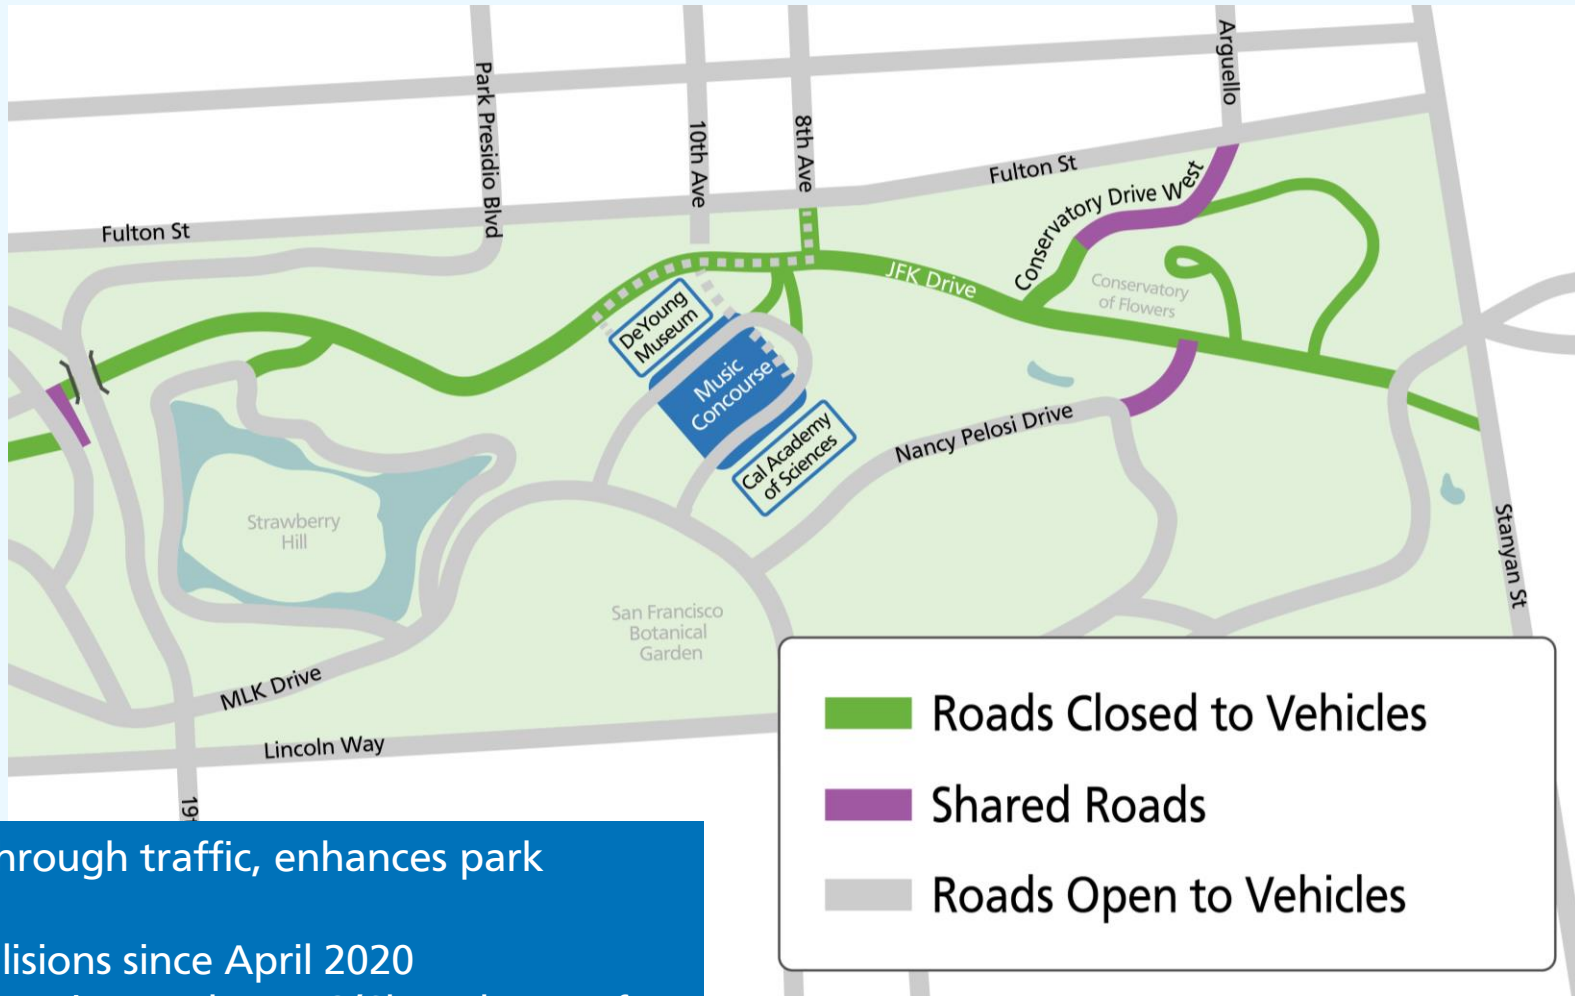 Park Presidio Blvd
10th Ave
8th Ave
Arguello
Fulton St
Fulton St
Conservatory Drive West
JFK Drive
Conservatory
of Flowers
DeYoung
Museum
Music
Concourse
Cal Academy
of Sciences
Nancy Pelosi Drive
Strawberry
Hill
San Francisco
Botanical
Garden
Stanyan St
MLK Drive
Lincoln Way
Roads Closed to Vehicles
Shared Roads
Roads Open to Vehicles
through traffic, enhances park
since April 2020